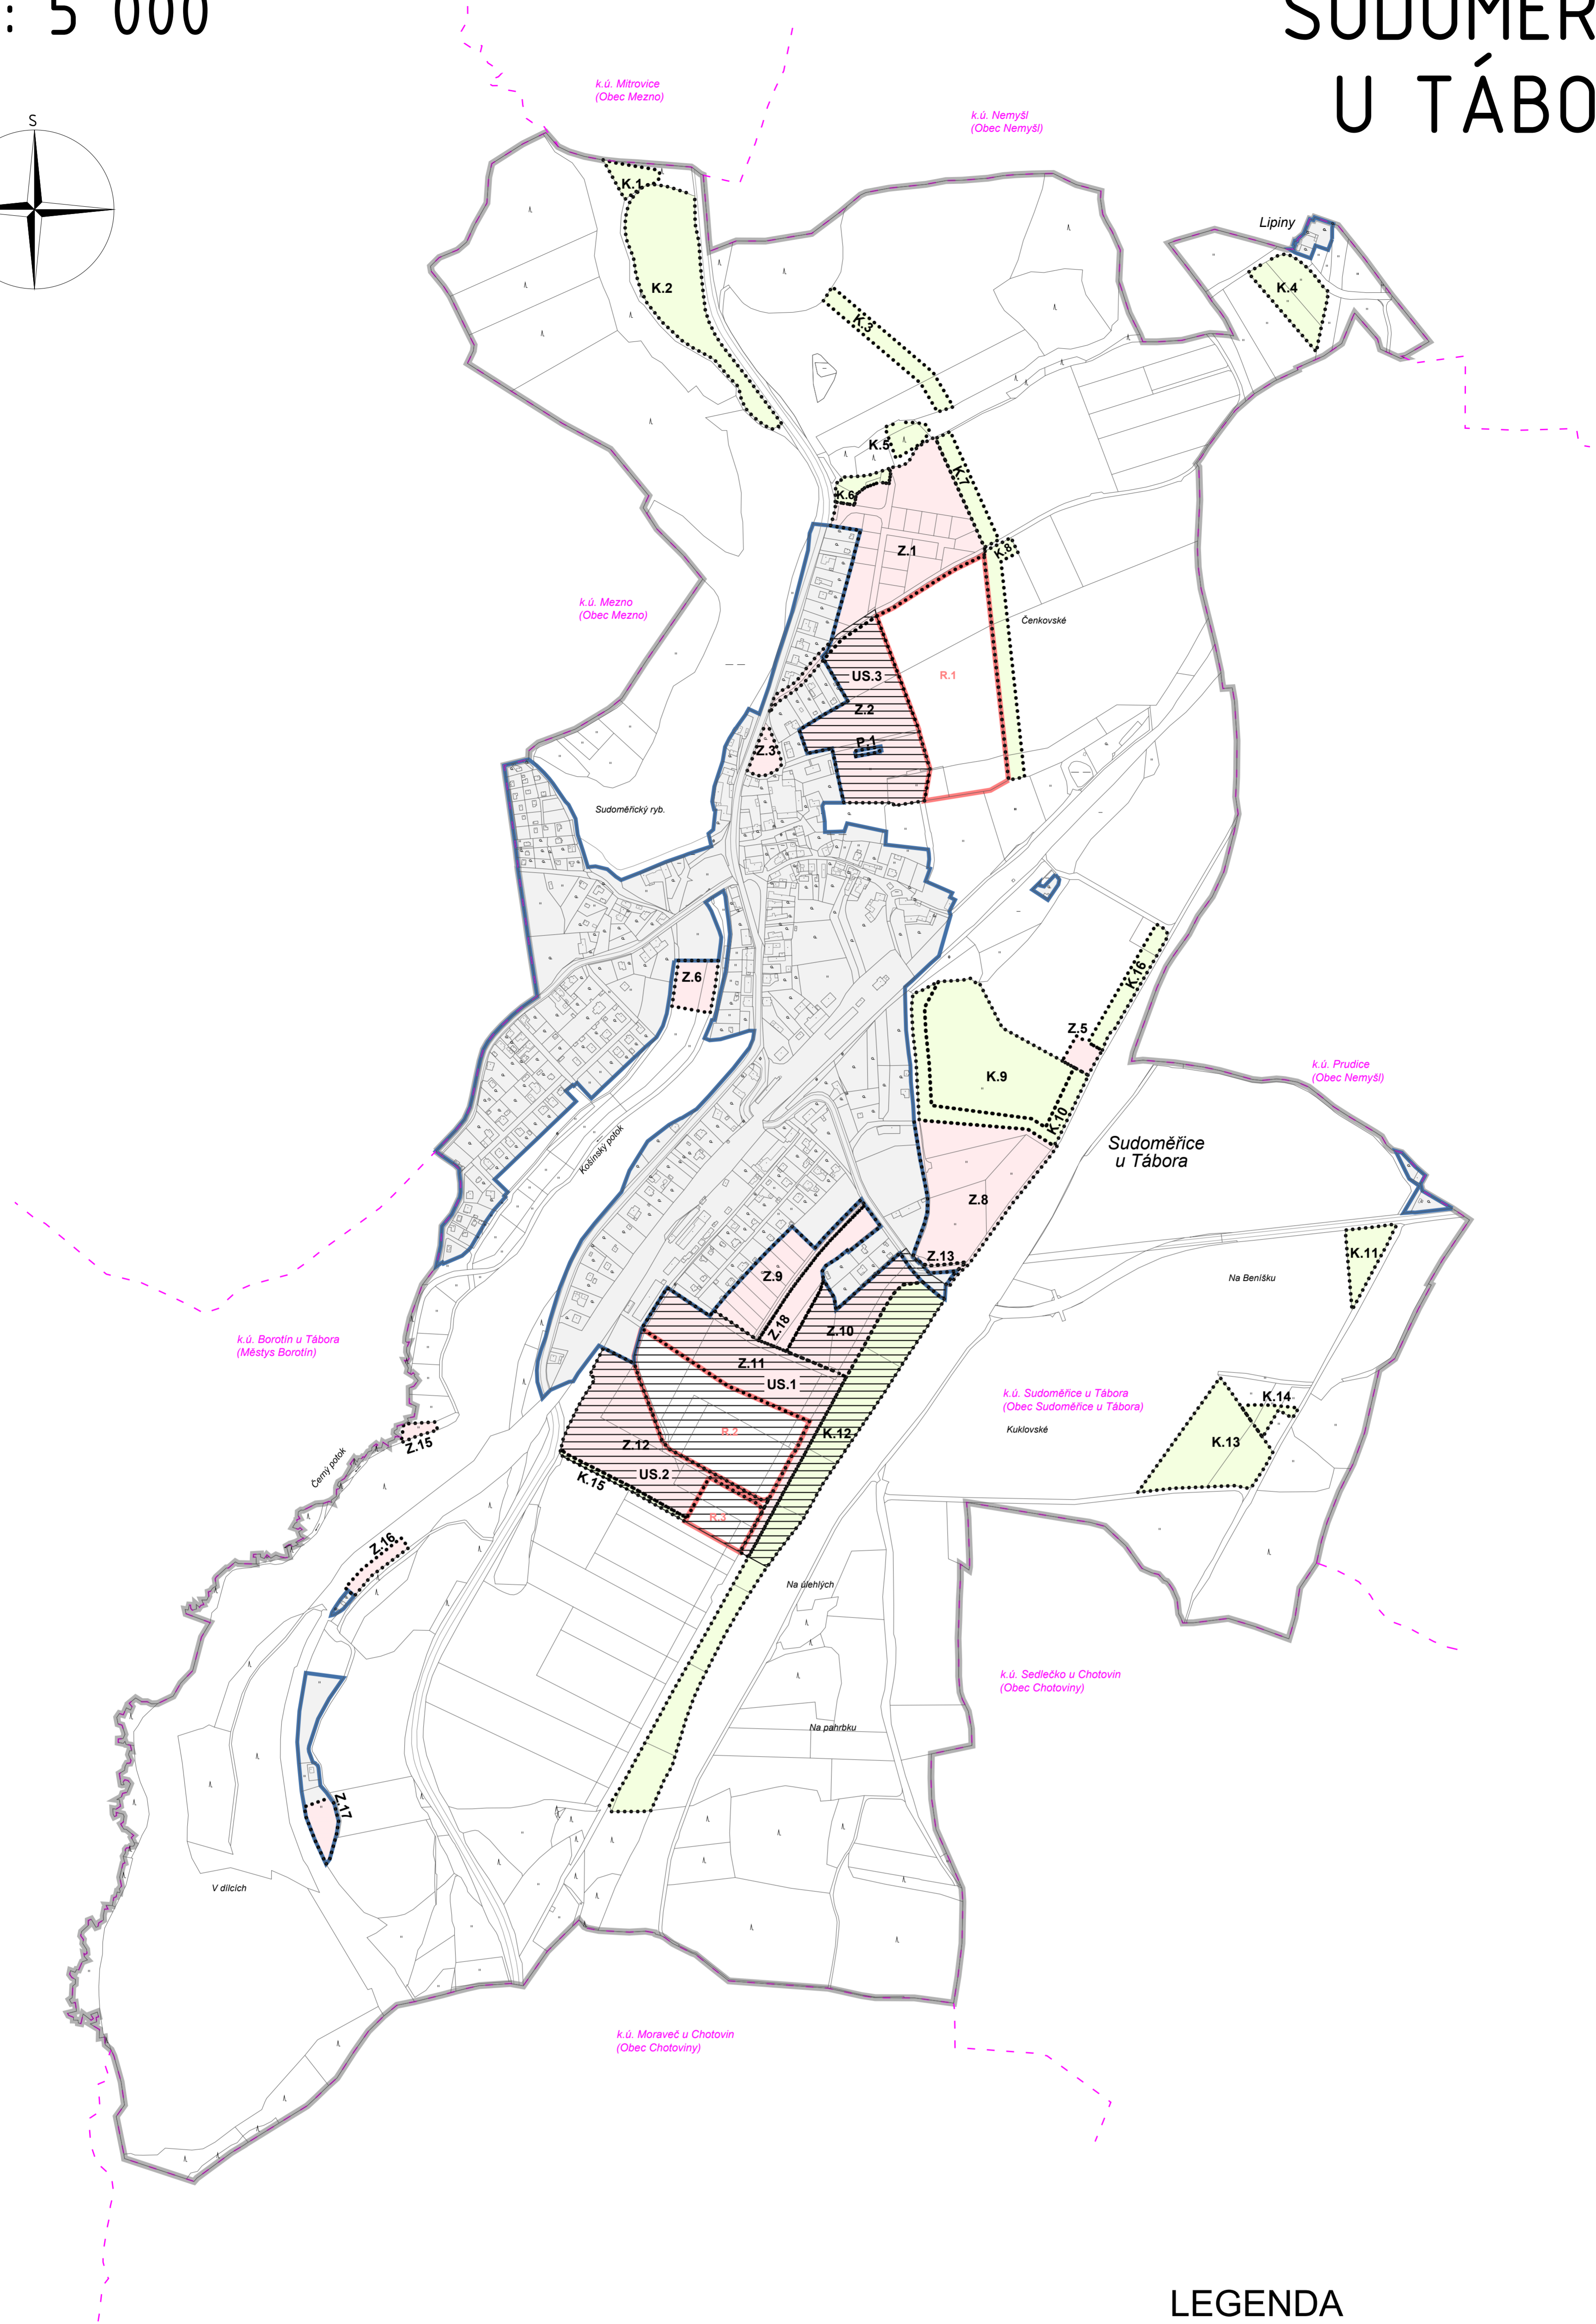 : 5 000
SUDOMĚR
U TÁBO
S
k.ú. Mitrovice
(Obec Mezno)
k.ú. Nemyšl
(Obec Nemyšl)
K.1
Lipiny
K.2
K.4
K.3
K.5
K.7
K.6
Z.1
K.8
k.ú. Mezno
(Obec Mezno)
Čenkovské
US.3
R.1
Z.2
P.1
Z.3
Sudoměřický ryb.
Z.6
K.16
Z.5
K.9
k.ú. Prudice
(Obec Nemyšl)
K.10
Košínský potok
Sudoměřice
u Tábora
Z.8
Z.13
K.11
Z.9
Na Beníšku
Z.18
Z.10
k.ú. Borotín u Tábora
(Městys Borotín)
Z.11
US.1
k.ú. Sudoměřice u Tábora
(Obec Sudoměřice u Tábora)
K.14
Kuklovské
R.2
K.12
K.13
Z.15
Z.12
Černý potok
US.2
K.15
R.3
Z.16
Na úlehlých
k.ú. Sedlečko u Chotovin
(Obec Chotoviny)
Na pahrbku
Z.17
V dílcích
k.ú. Moraveč u Chotovin
(Obec Chotoviny)
LEGENDA